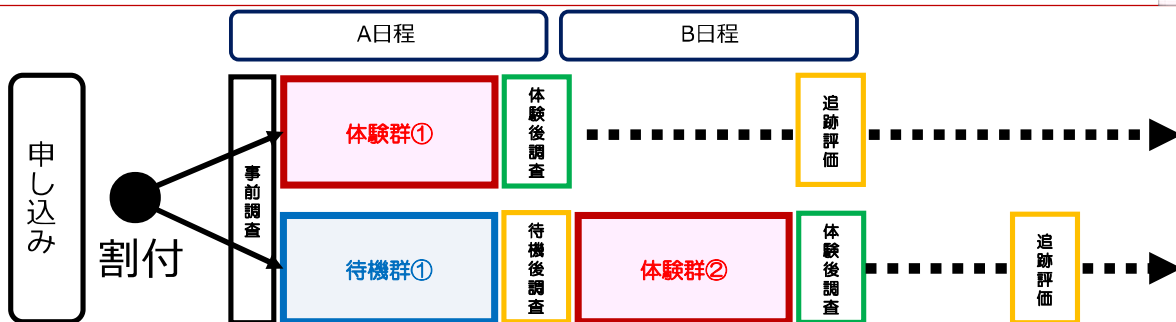 A日程
B日程
申し込み
割付
事前調査
体験群①
体験後調査
追跡評価
待機群①
待機後調査
体験群②
体験後調査
追跡評価